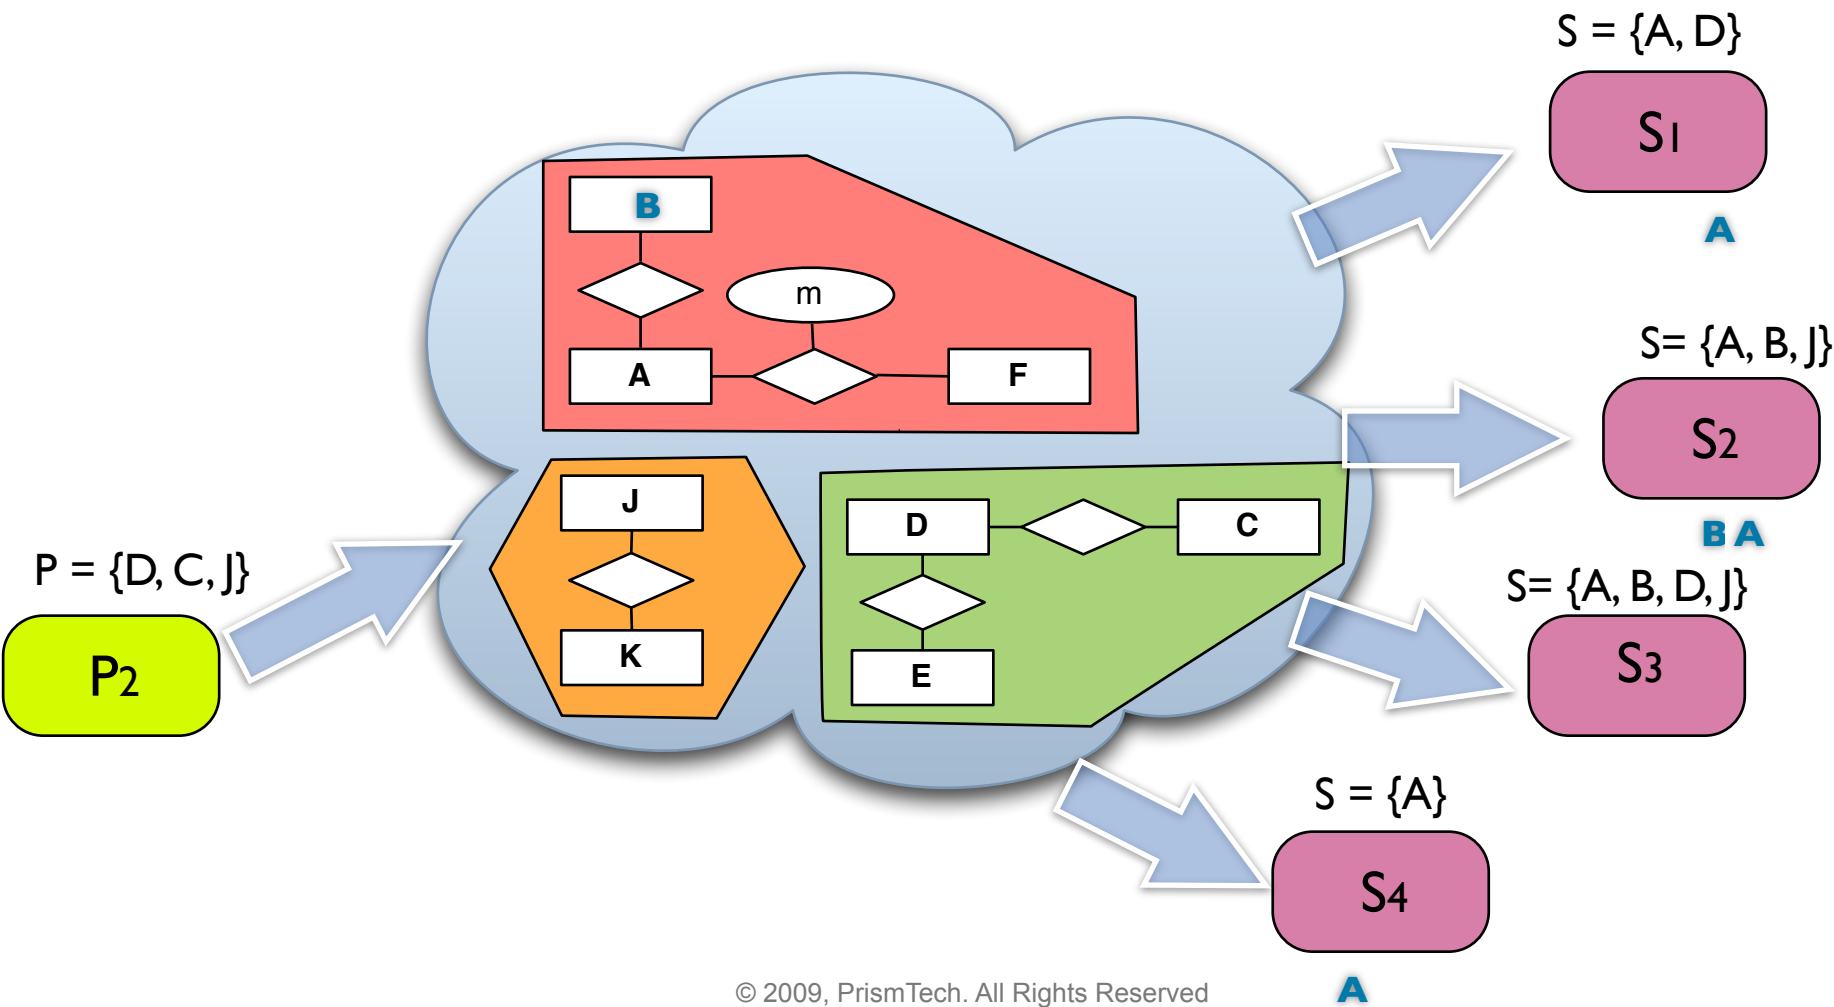 S = {A, D}
S1
A
B
m
A
F
S= {A, B, J}
S2
B A
J
D
C
K
E
P = {D, C, J}
P2
S= {A, B, D, J}
S3
S = {A}
S4
A
© 2009, PrismTech. All Rights Reserved